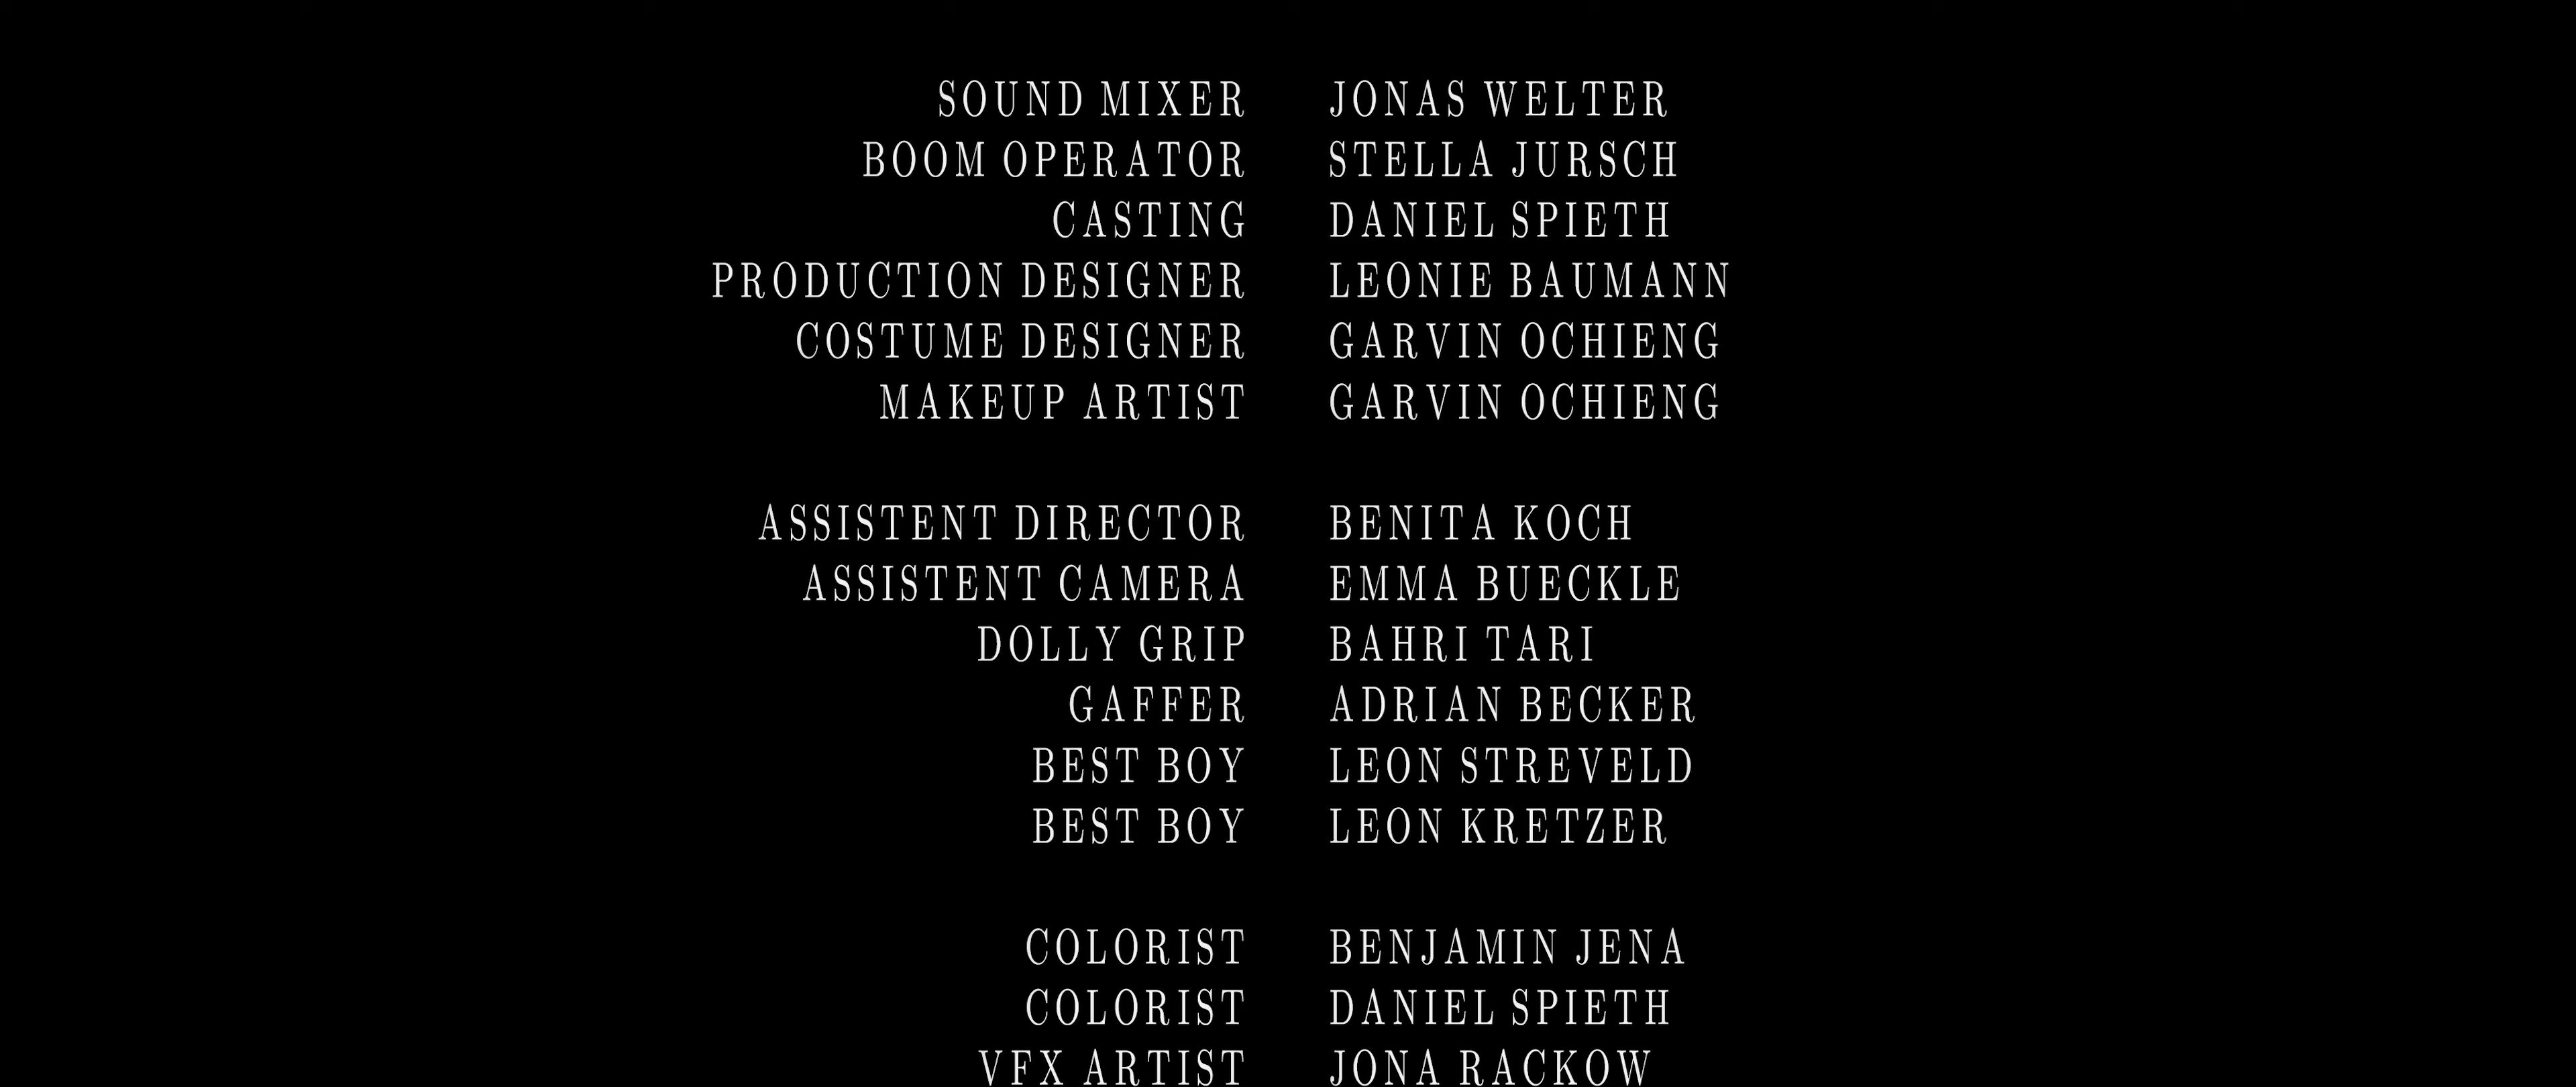 SOUND MIXER JONAS WELTER
BOOM OPERATOR STELLA JURSCH
CASTING DANIEL SPIETH
PRODUCTION DESIGNER LEONIE BAUMANN
COSTUME DESIGNER GARVIN OCHIENG
MAKEUP ARTIST GARVIN OCHIENG
ASSISTENT DIRECTOR BENITA KOCH
ASSISTENT CAMERA EMMA BUECKLE
DOLLY GRIP BAHRI TARI
GAFFER ADRIAN BECKER
BEST BOY LEON STREVELD
BEST BOY LEON KRETZER
COLORIST BENJAMIN JENA
COLORIST DANIEL SPIETH
VFX ARTIST JONA RACKOW